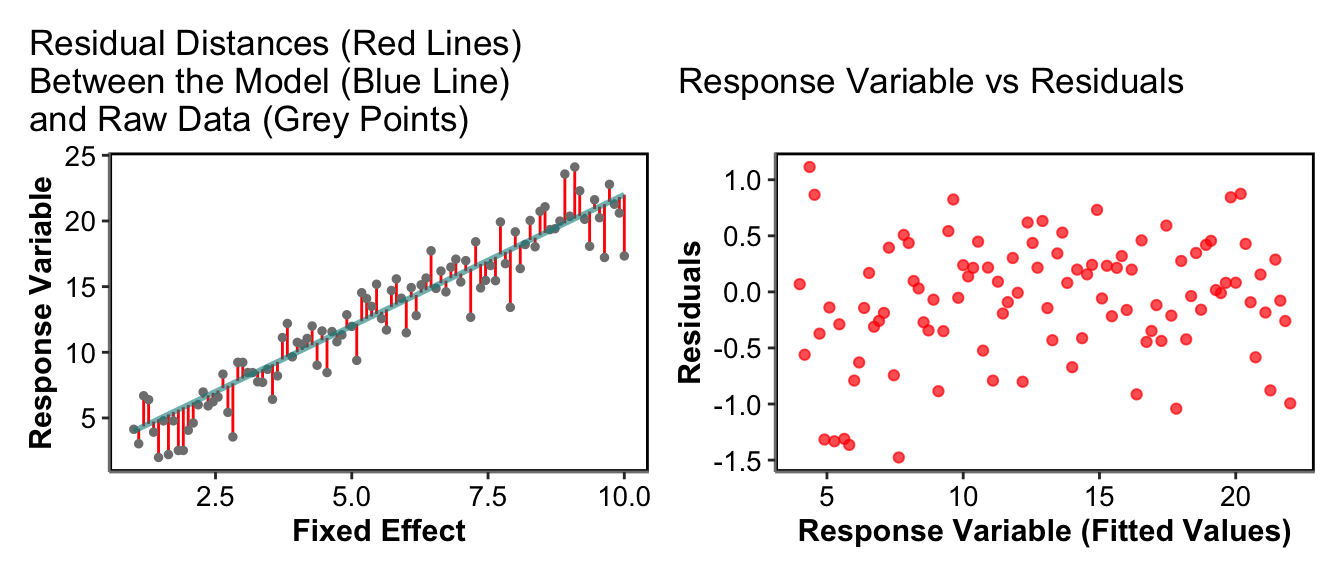 Residual Distances (Red Lines)
Between the Model (Blue Line)
and Raw Data (Grey Points)
25
20
15
10
5
Response Variable
2.5
5.0
7.5
10.0
Fixed Effect
Response Variable vs Residuals
1.0
0.5
0.0
-0.5
-1.0
-1.5
Residuals
5
10
15
20
Response Variable (Fitted Values)